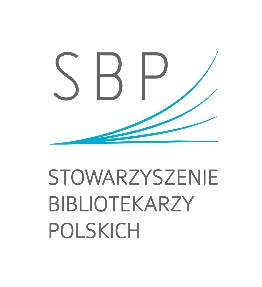 SBP
STOWARZYSZENIE
BIBLIOTEKARZY
POLSKICH